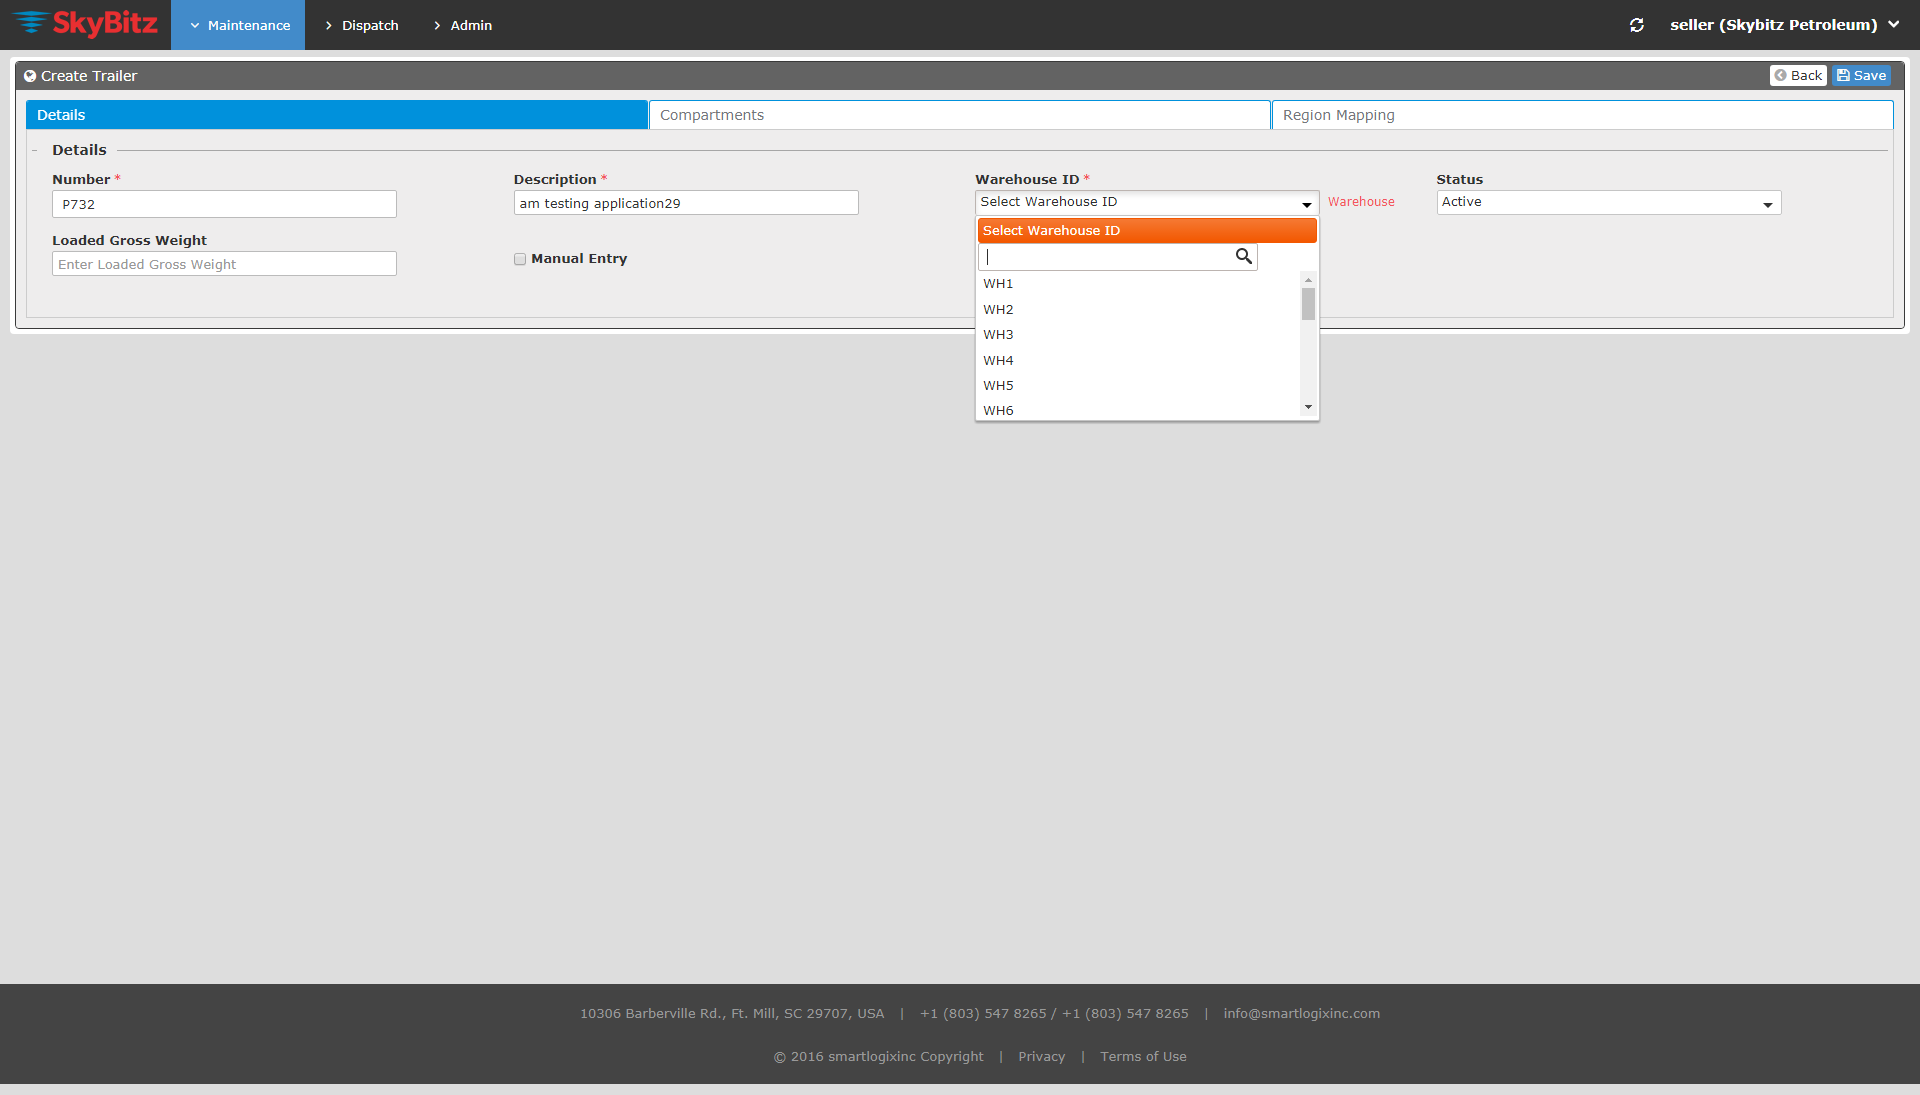 SkyBitz Maintenance Dispatch Admin seller (Skybitz Petroleum)
Create Trailer Back Save
Details Compartments Region Mapping
- Details
Number * Description * Warehouse ID * Status
P732 am testing application29 Select Warehouse ID Warehouse Active
Select Warehouse ID
Loaded Gross Weight
Enter Loaded Gross Weight Manual Entry
WH1
WH2
WH3
WH4
WH5
WH6
10306 Barberville Rd., Ft. Mill, SC 29707, USA | +1 (803) 547 8265 / +1 (803) 547 8265 | info@smartlogixinc.com
© 2016 smartlogixinc Copyright | Privacy | Terms of Use